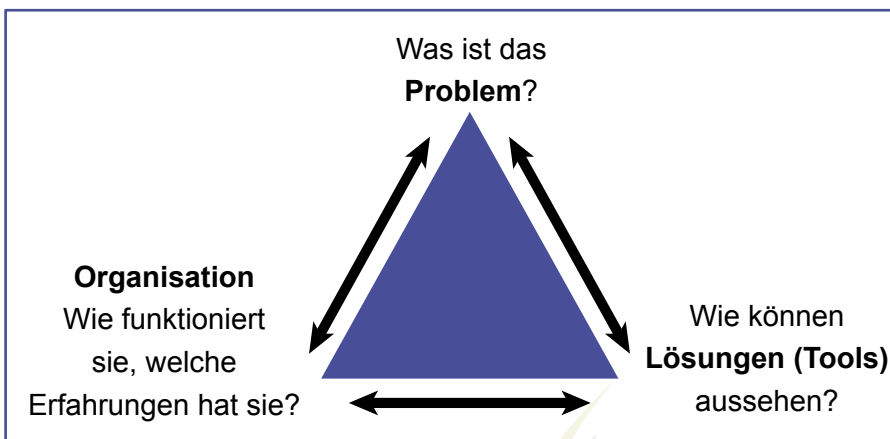 Was ist das
Problem?
Organisation
Wie funktioniert
sie, welche
Erfahrungen hat sie?
Wie können
Lösungen (Tools)
aussehen?